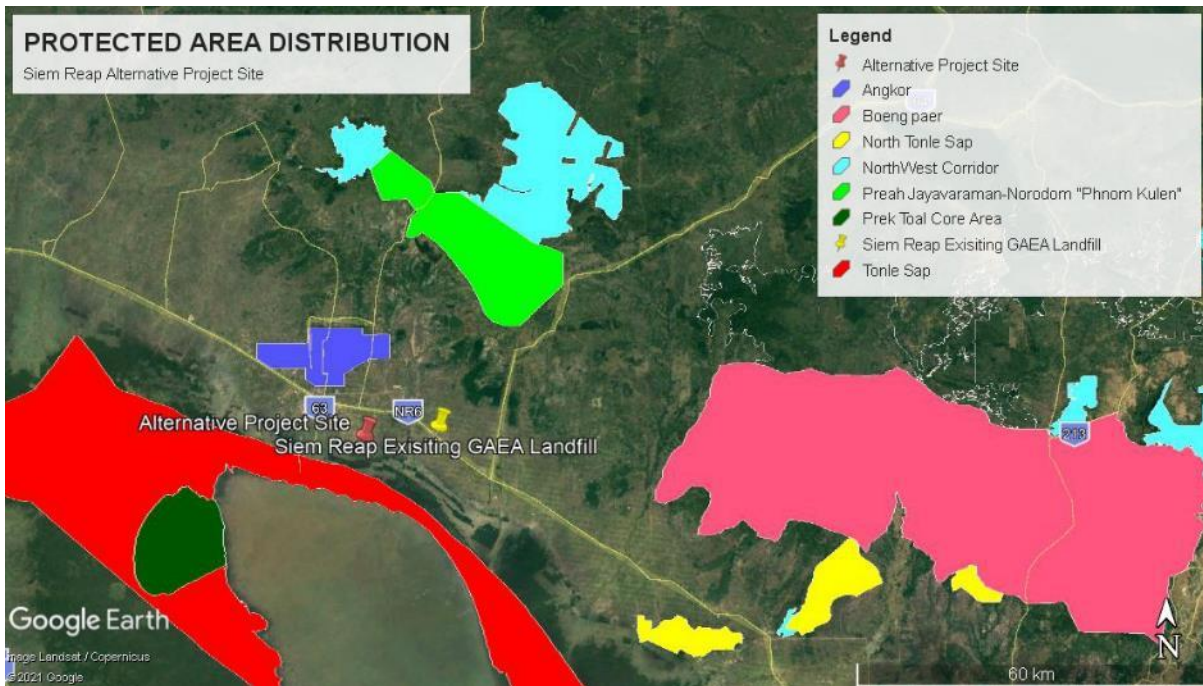 PROTECTED AREA DISTRIBUTION
Siem Reap Alternative Project Site
Legend
Alternative Project Site
Angkor
Boeng paer
North Tonle Sap
NorthWest Corridor
Preah Jayavaraman-Norodom "Phnom Kulen"
Prek Toal Core Area
Siem Reap Exisiting GAEA Landfill
Tonle Sap
63
NR6
Alternative Project Site
Siem Reap Exisiting GAEA Landfill
213
Google Earth
Image Landsat / Copernicus
©2021 Google
60 km
N